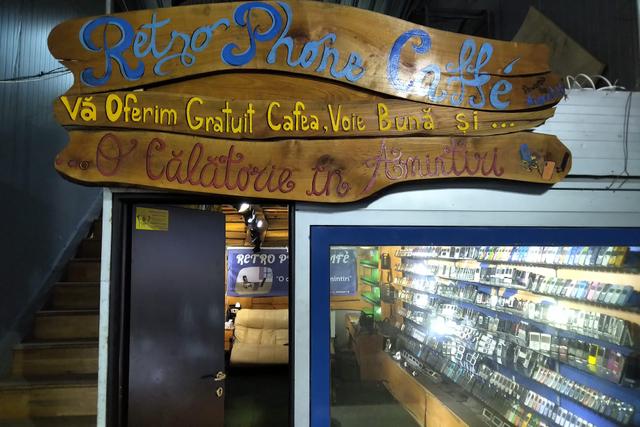 Retro Phone Caffé
Vă Oferim Gratuit Cafea, Voie Bună și ...
...O Călătorie în Amintiri
RETRO